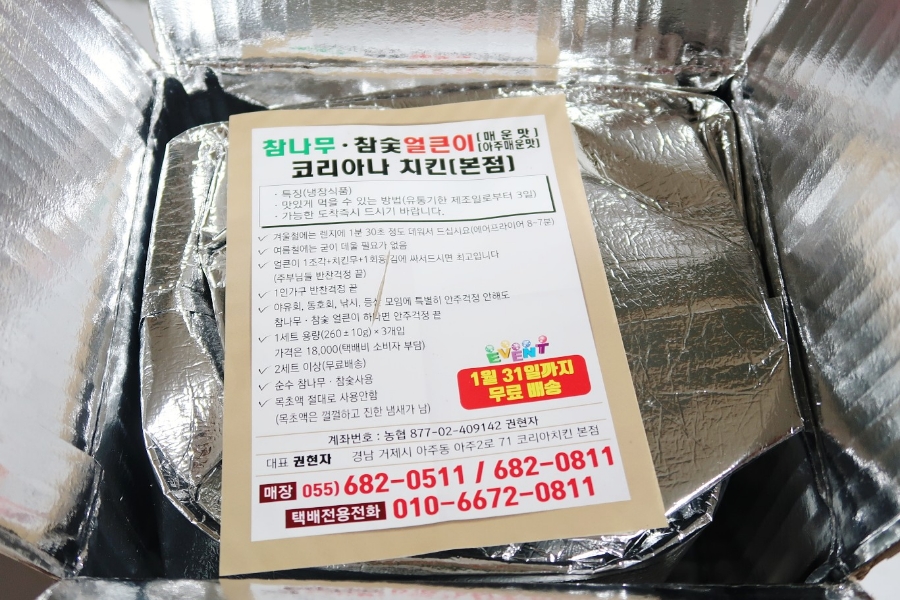 참나무·참숯얼큰이[매운맛]
[아주매운맛]
코리아나 치킨[본점]
- 특징(냉장식품)
- 맛있게 먹을 수 있는 방법(유통기한 제조일로부터 3일)
- 가능한 도착즉시 드시기 바랍니다.
✓ 겨울철에는 렌지에 1분 30초 정도 데워서 드십시요(에어프라이어 8~7분)
✓ 여름철에는 굳이 데울 필요가 없음
✓ 얼큰이 1조각+치킨무+1회용 김에 싸서드시면 최고입니다
(주부님들 반찬걱정 끝)
✓ 1인가구 반찬걱정 끝
✓ 야유회, 동호회, 낚시, 등산 모임에 특별히 안주걱정 안해도
참나무·참숯 얼큰이 하나면 안주걱정 끝
✓ 1세트 용량(260±10g)×3개입
가격은 18,000(택배비 소비자 부담)
✓ 2세트 이상(무료배송)
✓ 순수 참나무·참숯사용
✓ 목초액 절대로 사용안함
(목초액은 껄껄하고 진한 냄새가 남)
EVENT
1월 31일까지
무료 배송
계좌번호 : 농협 877-02-409142 권현자
대표 권현자 경남 거제시 아주동 아주2로 71 코리아치킨 본점
매장 055) 682-0511 / 682-0811
택배전용전화 010-6672-0811